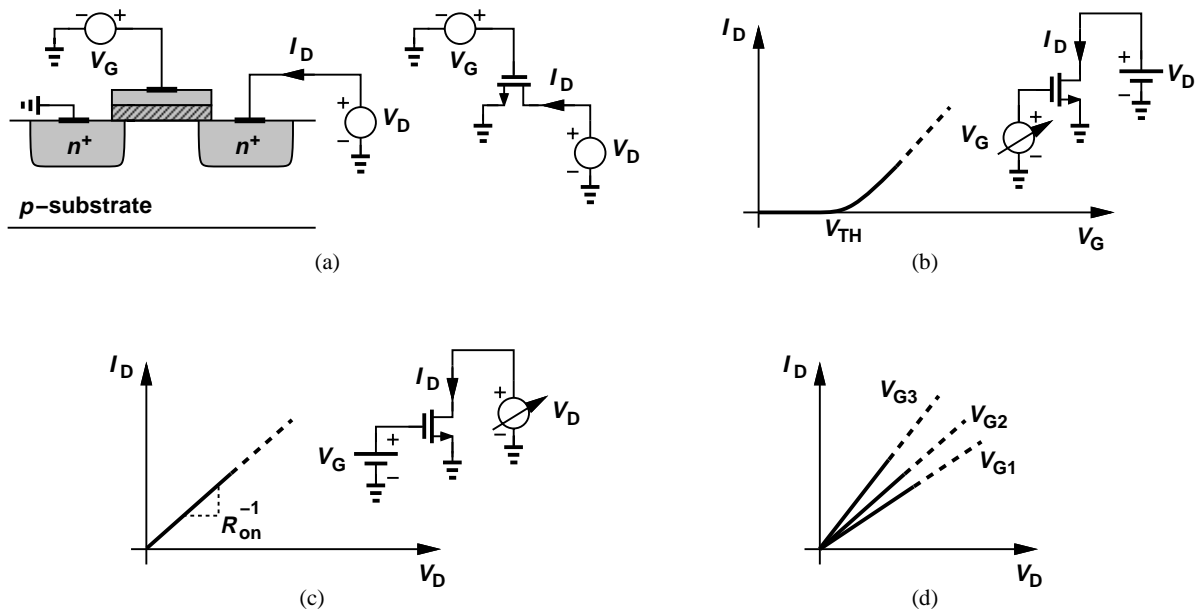 − +
V_G
I_D
+
−
V_D
n+
n+
p−substrate
− +
V_G
I_D
+
−
V_D
(a)
I_D
V_TH
V_G
I_D
+
−
V_D
+
−
V_G
(b)
I_D
R_on^−1
V_D
I_D
+
−
V_D
+
−
V_G
(c)
I_D
V_G3
V_G2
V_G1
V_D
(d)